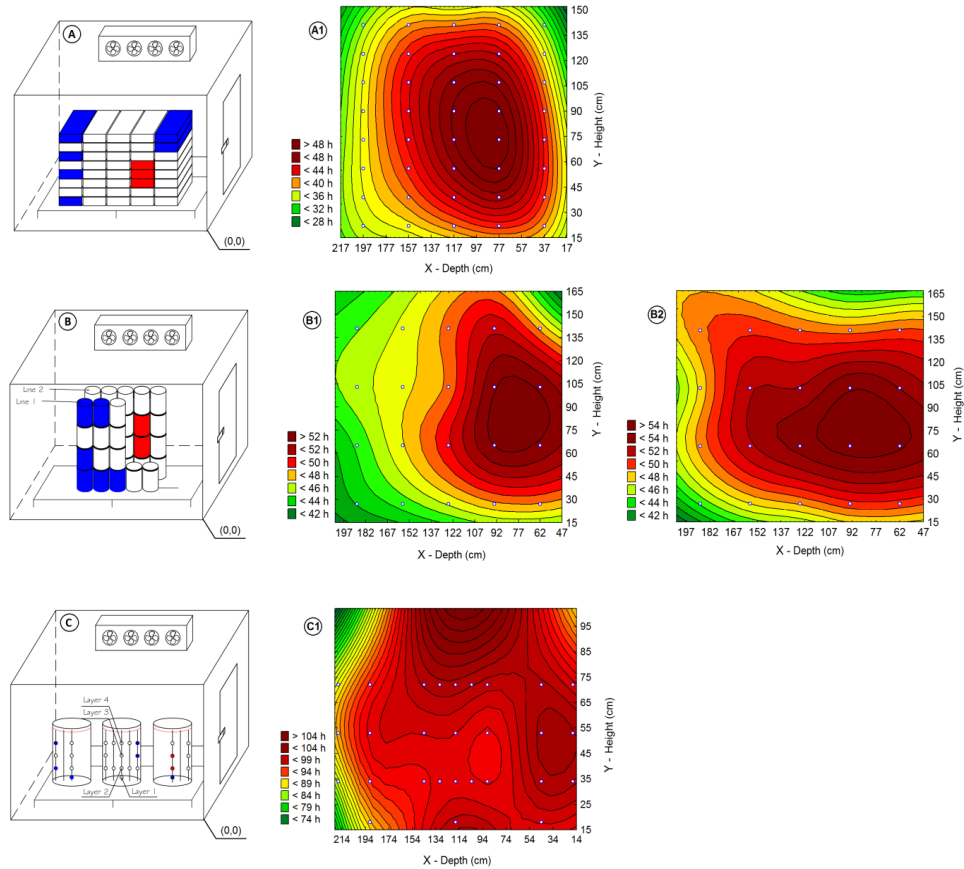 A
(0,0)
A1
> 48 h
< 48 h
< 44 h
< 40 h
< 36 h
< 32 h
< 28 h
150
135
120
105
90
75
60
45
30
15
Y - Height (cm)
217 197 177 157 137 117 97 77 57 37 17
X - Depth (cm)
B
Line 2
Line 1
(0,0)
B1
> 52 h
< 52 h
< 50 h
< 48 h
< 46 h
< 44 h
< 42 h
165
150
135
120
105
90
75
60
45
30
15
Y - Height (cm)
197 182 167 152 137 122 107 92 77 62 47
X - Depth (cm)
B2
> 54 h
< 54 h
< 52 h
< 50 h
< 48 h
< 46 h
< 44 h
< 42 h
165
150
135
120
105
90
75
60
45
30
15
Y - Height (cm)
197 182 167 152 137 122 107 92 77 62 47
X - Depth (cm)
C
Layer 4
Layer 3
Layer 2
Layer 1
(0,0)
C1
> 104 h
< 104 h
< 99 h
< 94 h
< 89 h
< 84 h
< 79 h
< 74 h
95
85
75
65
55
45
35
25
15
Y - Height (cm)
214 194 174 154 134 114 94 74 54 34 14
X - Depth (cm)